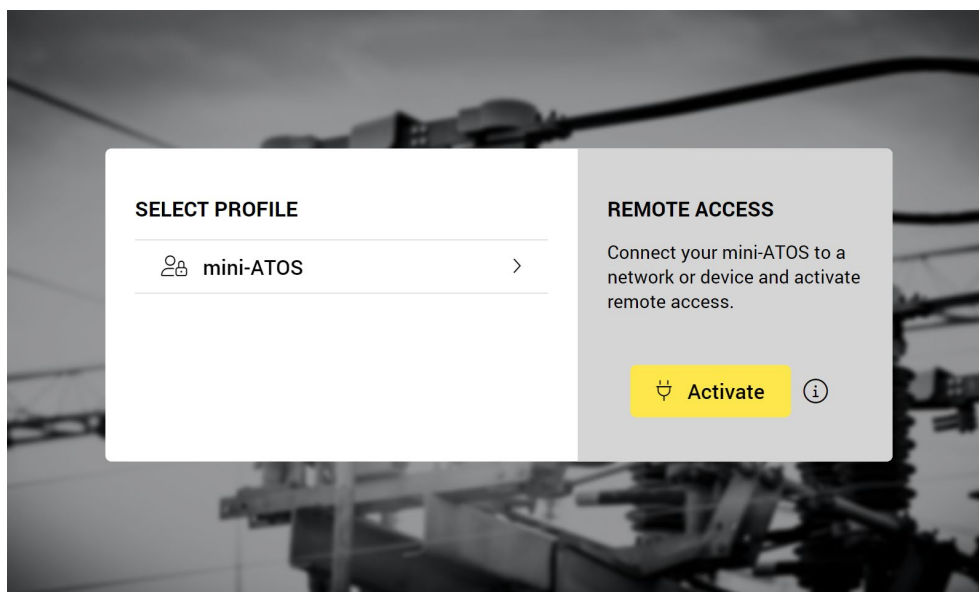 SELECT PROFILE
mini-ATOS
REMOTE ACCESS
Connect your mini-ATOS to a
network or device and activate
remote access.
Activate